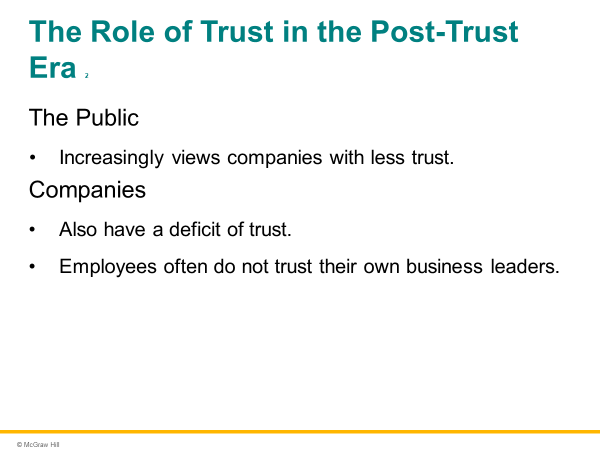 The Role of Trust in the Post-Trust
Era 2
The Public
• Increasingly views companies with less trust.
Companies
• Also have a deficit of trust.
• Employees often do not trust their own business leaders.
© McGraw Hill